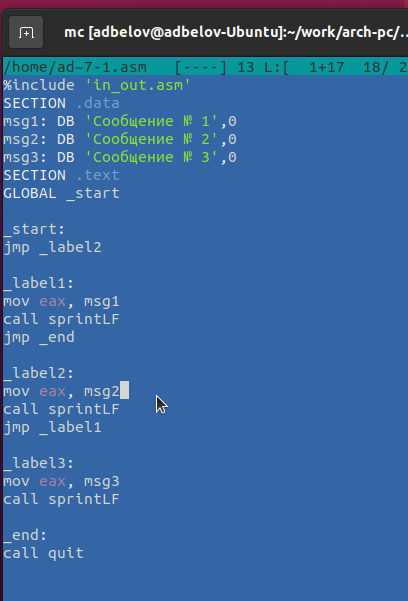 mc [adbelov@adbelov-Ubuntu]:~/work/arch-pc/...
/home/ad~7-1.asm   [----] 13 L:[  1+17  18/ 2
%include 'in_out.asm'
SECTION .data
msg1: DB 'Сообщение № 1',0
msg2: DB 'Сообщение № 2',0
msg3: DB 'Сообщение № 3',0
SECTION .text
GLOBAL _start

_start:
jmp _label2

_label1:
mov eax, msg1
call sprintLF
jmp _end

_label2:
mov eax, msg2
call sprintLF
jmp _label1

_label3:
mov eax, msg3
call sprintLF

_end:
call quit